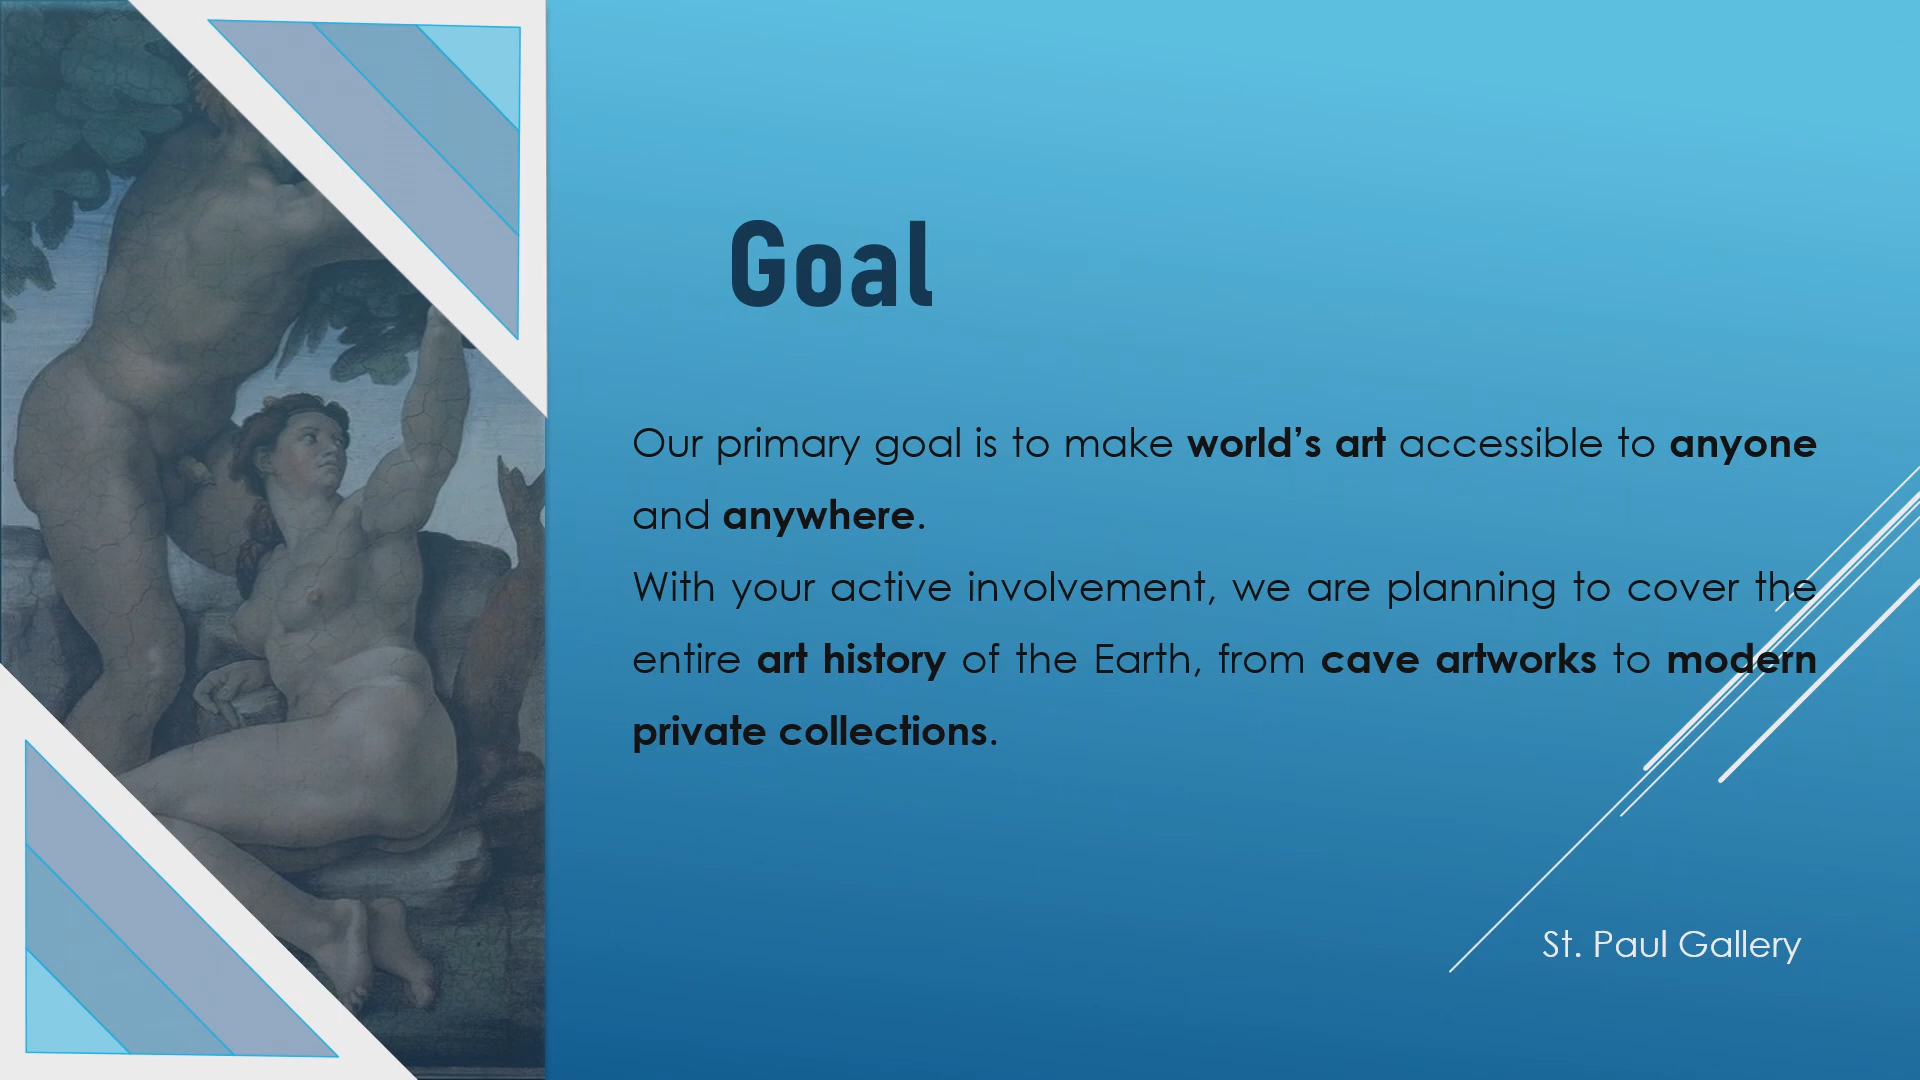 Goal
Our primary goal is to make world’s art accessible to anyone
and anywhere.
With your active involvement, we are planning to cover the
entire art history of the Earth, from cave artworks to modern
private collections.
St. Paul Gallery